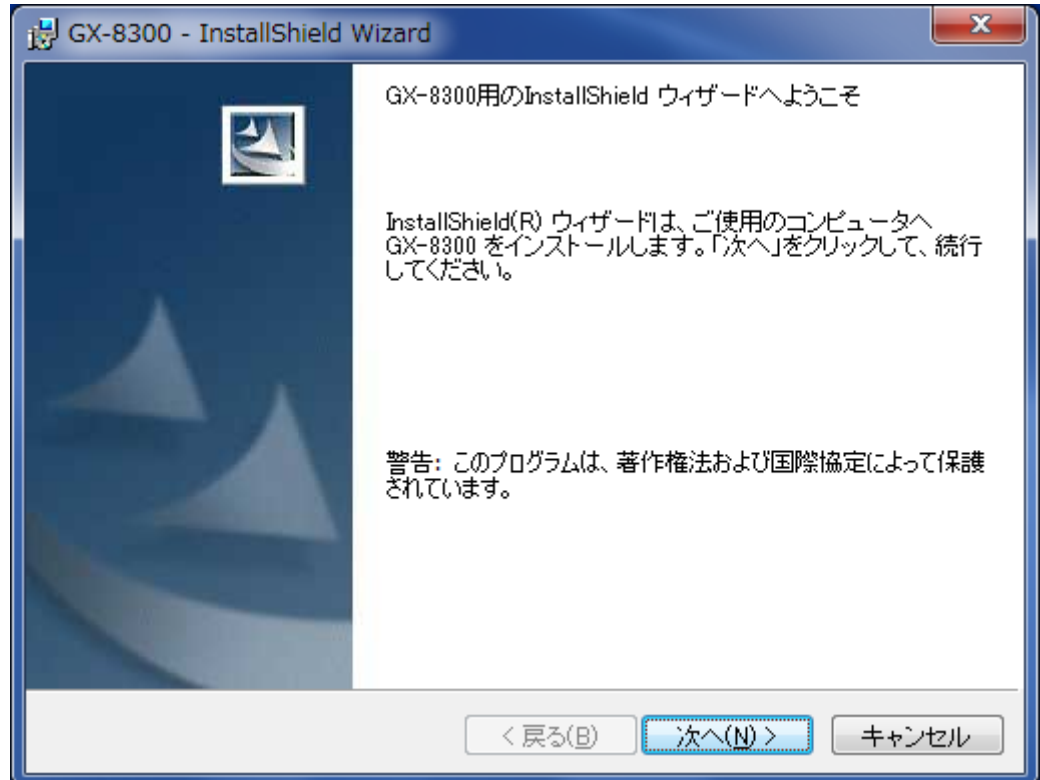 GX-8300 - InstallShield Wizard
GX-8300用のInstallShield ウィザードへようこそ
InstallShield(R) ウィザードは、ご使用のコンピュータへ
GX-8300 をインストールします。「次へ」をクリックして、続行
してください。
警告: このプログラムは、著作権法および国際協定によって保護
されています。
< 戻る(B) 次へ(N) > キャンセル